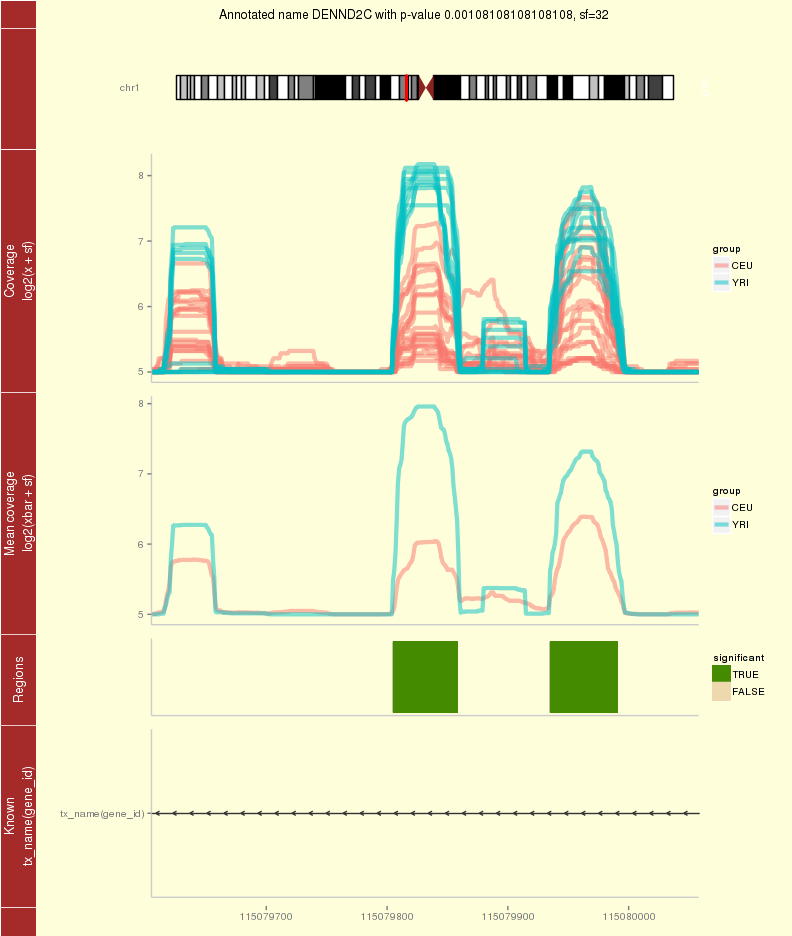 Annotated name DENND2C with p-value 0.00108108108108108, sf=32
chr1
Coverage
log2(x + sf)
8
7
6
5
group
CEU
YRI
Mean coverage
log2(xbar + sf)
8
7
6
5
group
CEU
YRI
Regions
significant
TRUE
FALSE
Known
tx_name(gene_id)
tx_name(gene_id)
115079700
115079800
115079900
115080000